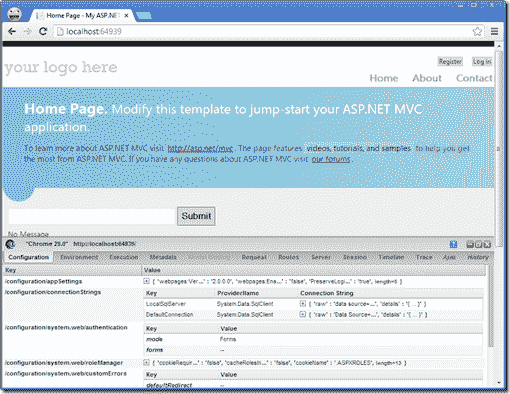 Home Page - My ASP.NET M
localhost:64939
Register Log in
your logo here
Home About Contact
Home Page. Modify this template to jump-start your ASP.NET MVC
application.
To learn more about ASP.NET MVC visit http://asp.net/mvc . The page features videos, tutorials, and samples to help you get
the most from ASP.NET MVC. If you have any questions about ASP.NET MVC visit our forums .
Submit
No Message
"Chrome 29.0" http://localhost:64939/
Configuration Environment Execution Metadata Model Binding Request Routes Server Session Timeline Trace Ajax History
Key Value
/configuration/appSettings { "webpages:Ver..." : "2.0.0.0", "webpages:Ena..." : "false", "PreserveLogi..." : "true", length=5 }
/configuration/connectionStrings Key ProviderName Connection String
LocalSqlServer System.Data.SqlClient { "raw" : "data source=...", "details" : "{ ... }" }
DefaultConnection System.Data.SqlClient { "raw" : "Data Source=...", "details" : "{ ... }" }
/configuration/system.web/authentication Key Value
mode Forms
forms --
/configuration/system.web/roleManager { "cookieRequir..." : "false", "cacheRolesIn..." : "false", "cookieName" : ".ASPXROLES", length=13 }
/configuration/system.web/customErrors Key Value
defaultRedirect --